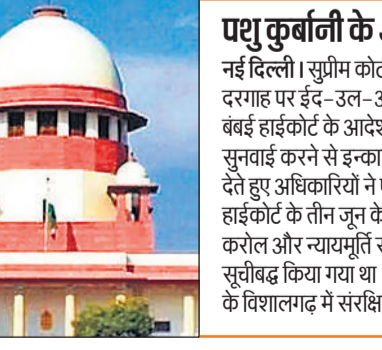 पशु कुर्बानी के
नई दिल्ली। सुप्रीम कोर्ट
दरगाह पर ईद-उल-अ
बंबई हाईकोर्ट के आदेश
सुनवाई करने से इन्कार
देते हुए अधिकारियों ने
हाईकोर्ट के तीन जून के
करोल और न्यायमूर्ति स
सूचीबद्ध किया गया था
के विशालगढ़ में संरक्षि